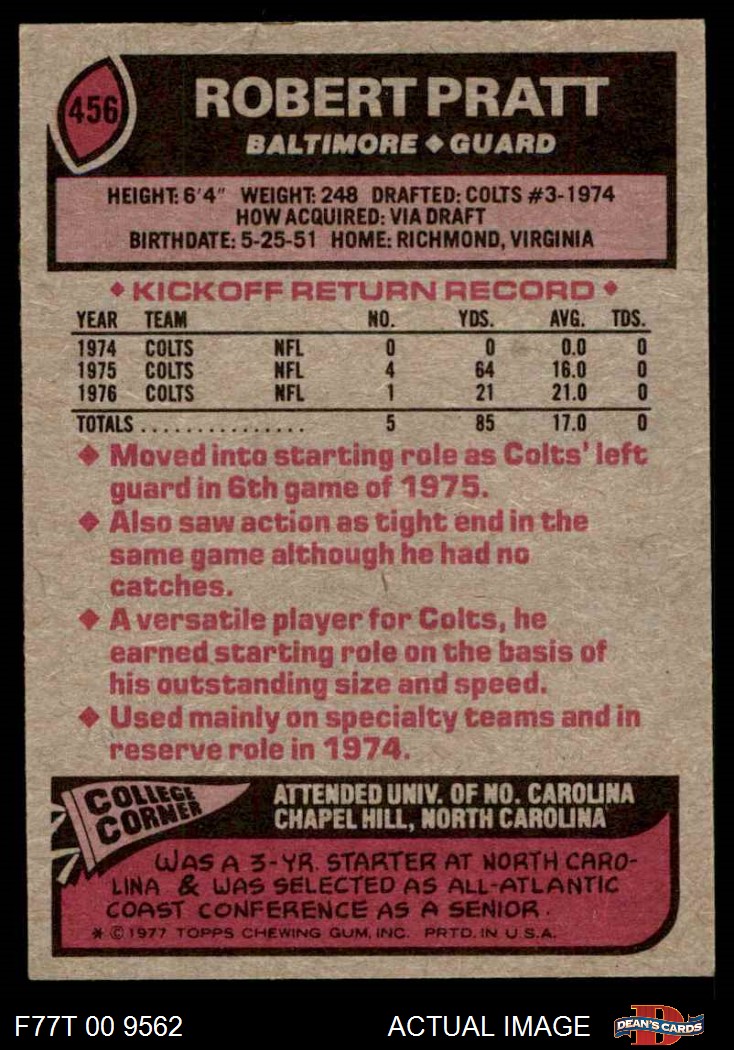 456
ROBERT PRATT
BALTIMORE ◆ GUARD
HEIGHT: 6'4" WEIGHT: 248 DRAFTED: COLTS #3-1974
HOW ACQUIRED: VIA DRAFT
BIRTHDATE: 5-25-51 HOME: RICHMOND, VIRGINIA
◆ KICKOFF RETURN RECORD ◆
YEAR TEAM NO. YDS. AVG. TDS.
1974 COLTS NFL 0 0 0.0 0
1975 COLTS NFL 4 64 16.0 0
1976 COLTS NFL 1 21 21.0 0
TOTALS ............... 5 85 17.0 0
◆ Moved into starting role as Colts' left
guard in 6th game of 1975.
◆ Also saw action as tight end in the
same game although he had no
catches.
◆ A versatile player for Colts, he
earned starting role on the basis of
his outstanding size and speed.
◆ Used mainly on specialty teams and in
reserve role in 1974.
COLLEGE
CORNER
ATTENDED UNIV. OF NO. CAROLINA
CHAPEL HILL, NORTH CAROLINA
WAS A 3-YR. STARTER AT NORTH CARO-
LINA & WAS SELECTED AS ALL-ATLANTIC
COAST CONFERENCE AS A SENIOR.
* © 1977 TOPPS CHEWING GUM, INC. PRTD. IN U.S.A.
F77T 00 9562 ACTUAL IMAGE
D
DEAN'S CARDS